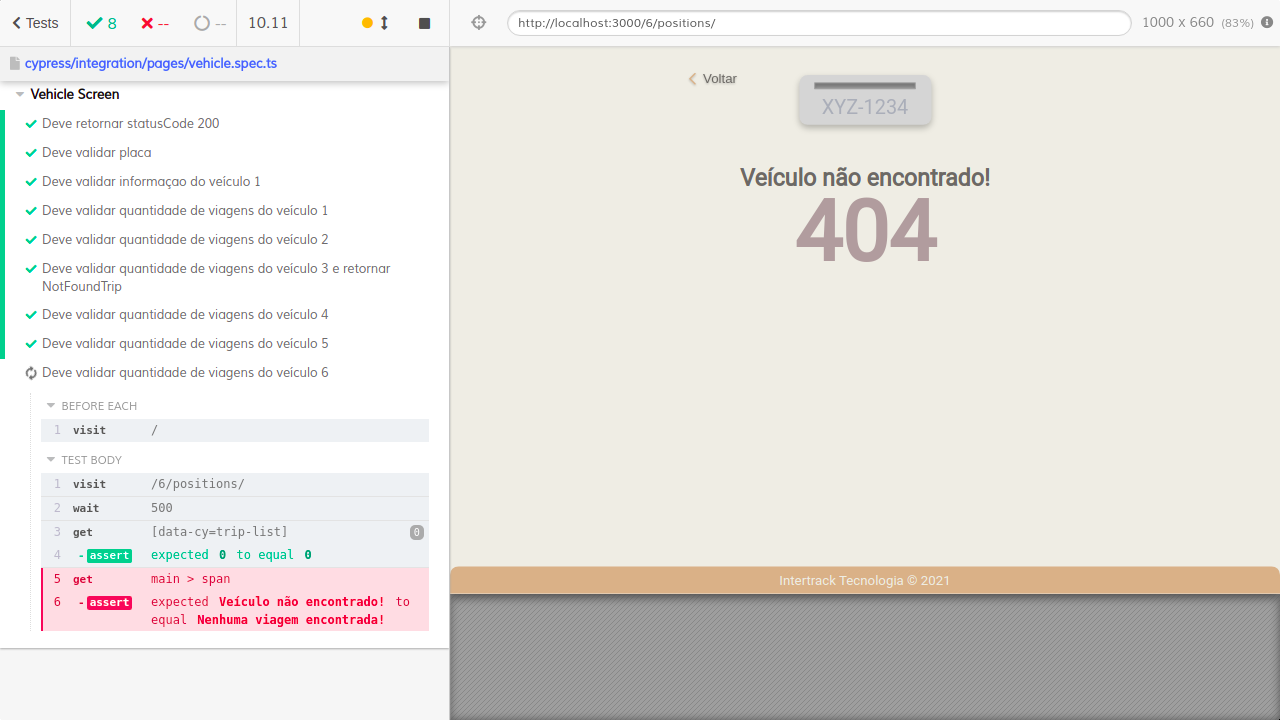 Tests 8 -- -- 10.11
http://localhost:3000/6/positions/ 1000 x 660 (83%)
cypress/integration/pages/vehicle.spec.ts
Vehicle Screen
Deve retornar statusCode 200
Deve validar placa
Deve validar informaçao do veículo 1
Deve validar quantidade de viagens do veículo 1
Deve validar quantidade de viagens do veículo 2
Deve validar quantidade de viagens do veículo 3 e retornar
NotFoundTrip
Deve validar quantidade de viagens do veículo 4
Deve validar quantidade de viagens do veículo 5
Deve validar quantidade de viagens do veículo 6
BEFORE EACH
1 visit /
TEST BODY
1 visit /6/positions/
2 wait 500
3 get [data-cy=trip-list] 0
4 -assert expected 0 to equal 0
5 get main > span
6 -assert expected Veículo não encontrado! to
equal Nenhuma viagem encontrada!
Voltar
XYZ-1234
Veículo não encontrado!
404
Intertrack Tecnologia © 2021